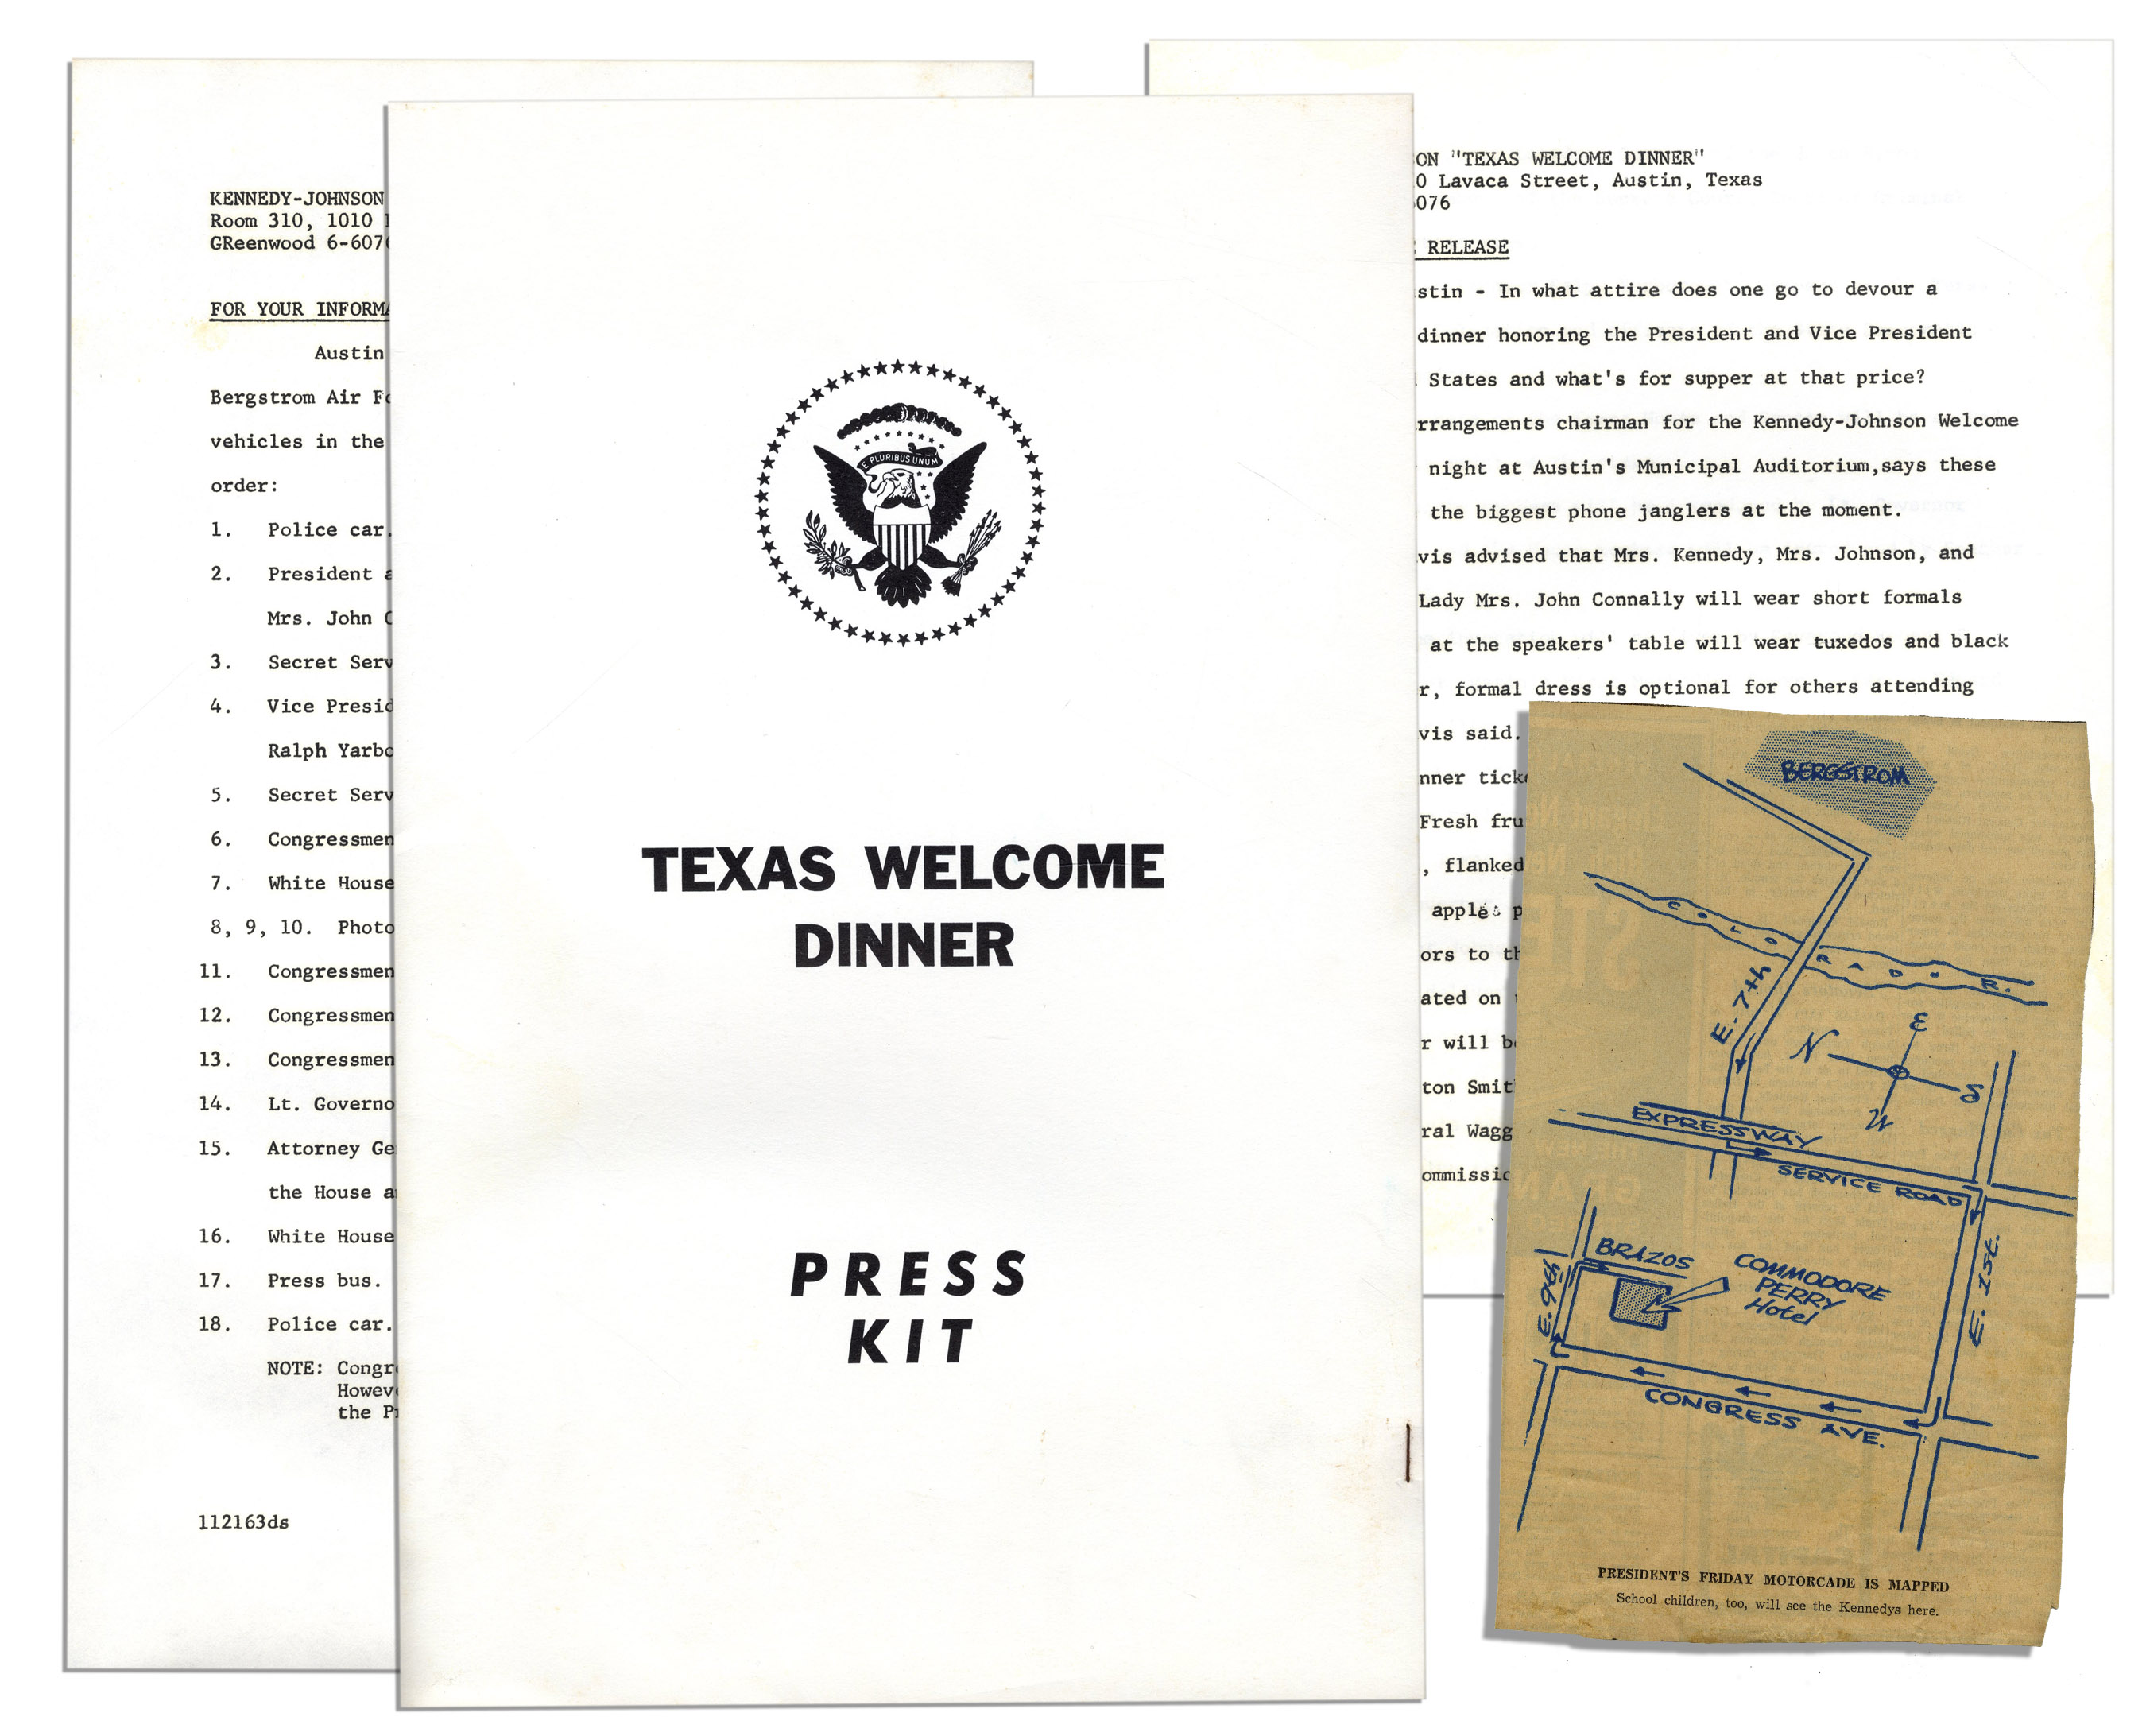 KENNEDY-JOHNSON
Room 310, 1010
GReenwood 6-607
FOR YOUR INFORMA
Austin
Bergstrom Air Fo
vehicles in the
order:
1. Police car.
2. President a
Mrs. John C
3. Secret Serv
4. Vice Presid
Ralph Yarbo
5. Secret Serv
6. Congressmen
7. White House
8, 9, 10. Photo
11. Congressmen
12. Congressmen
13. Congressmen
14. Lt. Governo
15. Attorney Ge
the House a
16. White House
17. Press bus.
18. Police car.
NOTE: Congr
Howev
the P
112163ds
E PLURIBUS UNUM
TEXAS WELCOME
DINNER
PRESS
KIT
ON "TEXAS WELCOME DINNER"
0 Lavaca Street, Austin, Texas
076
RELEASE
stin - In what attire does one go to devour a
dinner honoring the President and Vice President
States and what's for supper at that price?
rrangements chairman for the Kennedy-Johnson Welcome
night at Austin's Municipal Auditorium,says these
the biggest phone janglers at the moment.
vis advised that Mrs. Kennedy, Mrs. Johnson, and
Lady Mrs. John Connally will wear short formals
at the speakers' table will wear tuxedos and black
r, formal dress is optional for others attending
vis said.
nner tick
Fresh fru
, flanked
apples p
ors to th
ated on
r will b
ton Smit
ral Wagg
ommissio
BERGSTROM
COLORADO R.
E. 7th
E
N
S
W
EXPRESSWAY
SERVICE ROAD
BRAZOS
COMMODORE
PERRY
Hotel
E. 9th
E. 1st.
CONGRESS AVE.
PRESIDENT'S FRIDAY MOTORCADE IS MAPPED
School children, too, will see the Kennedys here.